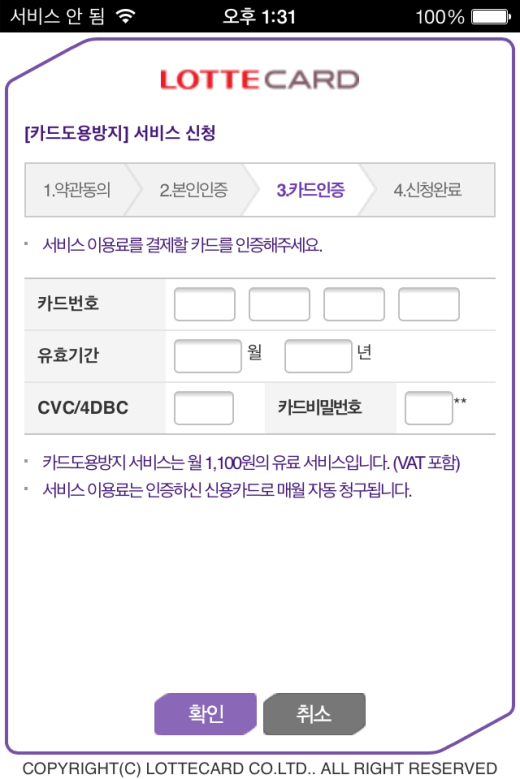 서비스 안 됨 오후 1:31 100%
LOTTECARD
[카드도용방지] 서비스 신청
1.약관동의 2.본인인증 3.카드인증 4.신청완료
서비스 이용료를 결제할 카드를 인증해주세요.
카드번호
유효기간 월 년
CVC/4DBC 카드비밀번호 **
카드도용방지 서비스는 월 1,100원의 유료 서비스입니다. (VAT 포함)
서비스 이용료는 인증하신 신용카드로 매월 자동 청구됩니다.
확인 취소
COPYRIGHT(C) LOTTECARD CO.LTD.. ALL RIGHT RESERVED